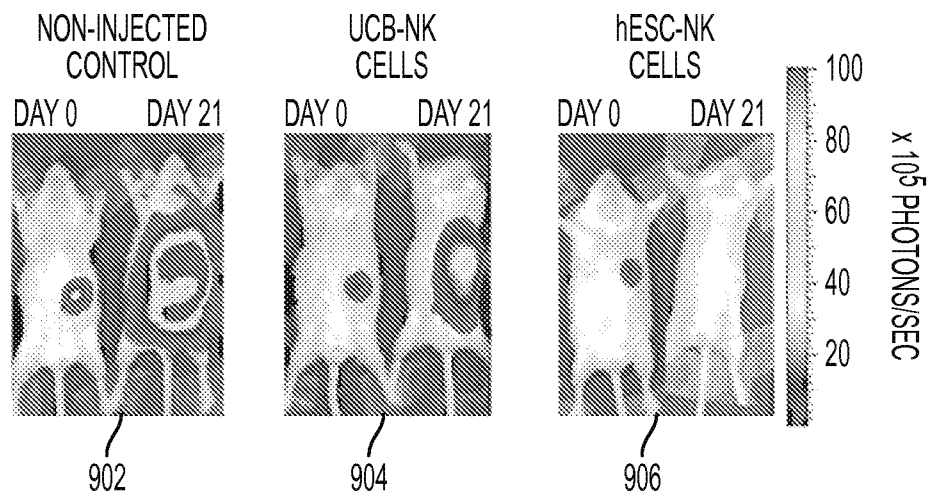 NON-INJECTED
CONTROL
UCB-NK
CELLS
hESC-NK
CELLS
DAY 0 DAY 21
DAY 0 DAY 21
DAY 0 DAY 21
100
80
60
40
20
x 10⁵ PHOTONS/SEC
902
904
906